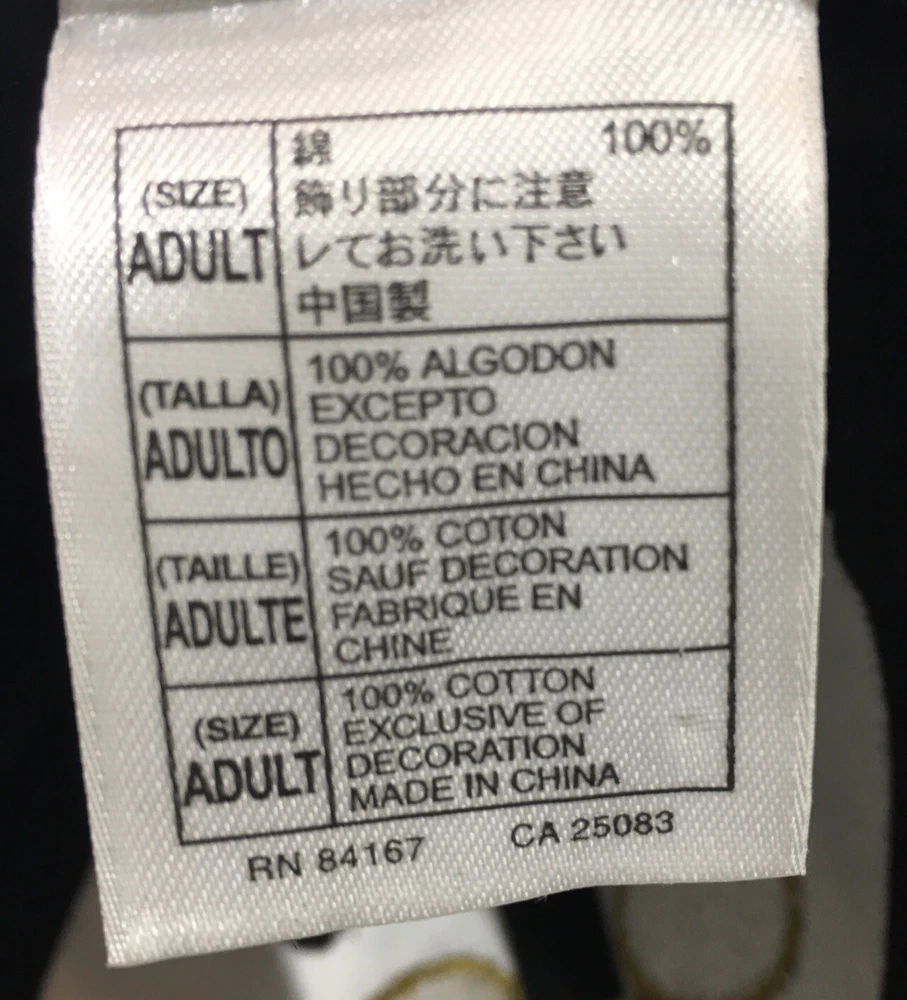 (SIZE)
ADULT
綿 100%
飾リ部分に注意
レてお洗い下さい
中国製
(TALLA)
ADULTO
100% ALGODON
EXCEPTO
DECORACION
HECHO EN CHINA
(TAILLE)
ADULTE
100% COTON
SAUF DECORATION
FABRIQUE EN
CHINE
(SIZE)
ADULT
100% COTTON
EXCLUSIVE OF
DECORATION
MADE IN CHINA
RN 84167 CA 25083